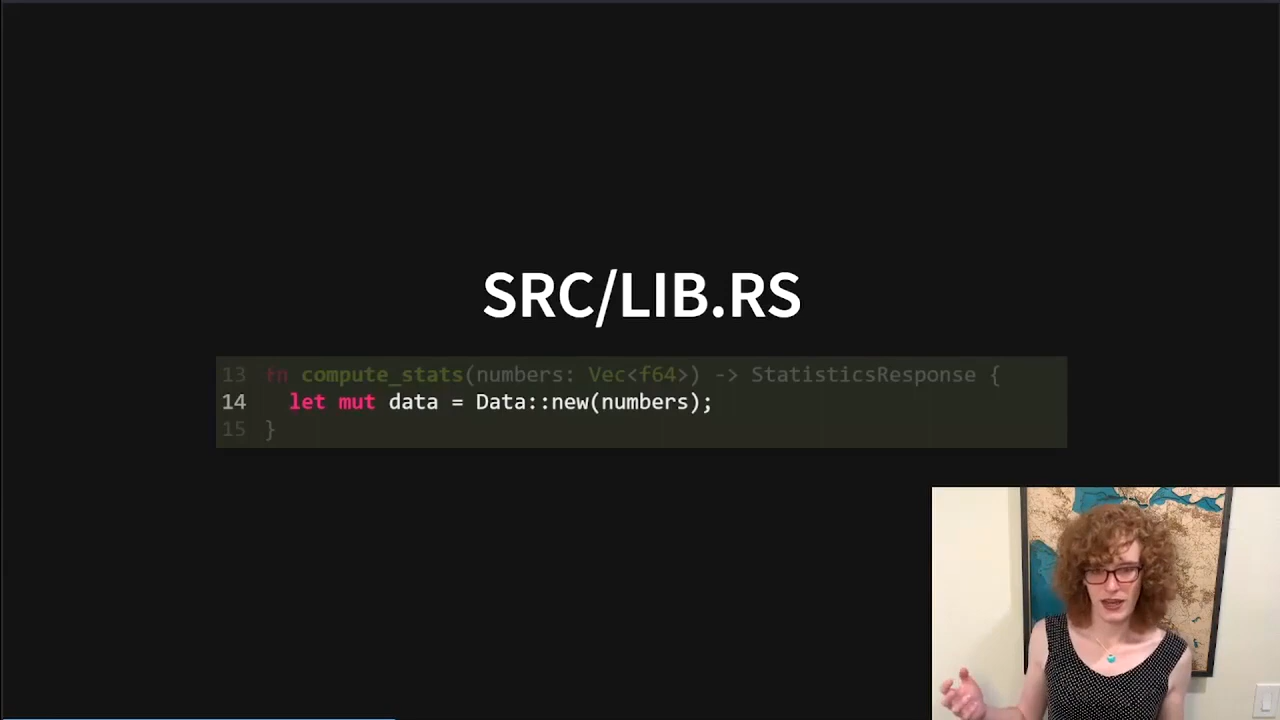 SRC/LIB.RS
13 fn compute_stats(numbers: Vec<f64>) -> StatisticsResponse {
14 let mut data = Data::new(numbers);
15 }